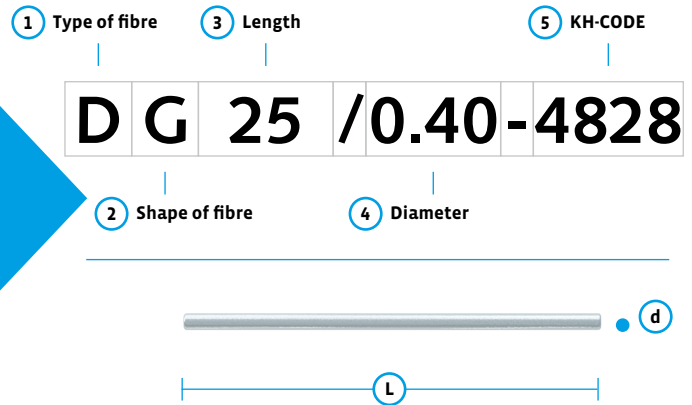 1 Type of fibre 3 Length 5 KH-CODE
D G 25 /0.40-4828
2 Shape of fibre 4 Diameter
d
L